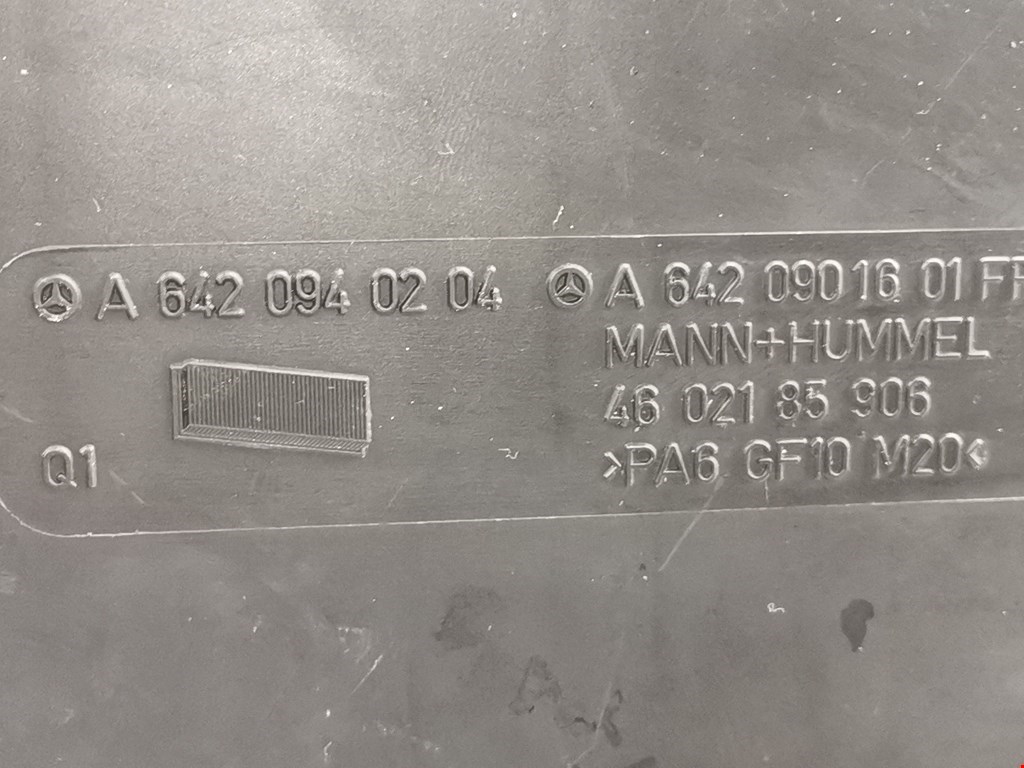 A 642 094 02 04
Q1
A 642 090 16 01
MANN+HUMMEL
46 021 85 906
>PA6 GF10 M20<